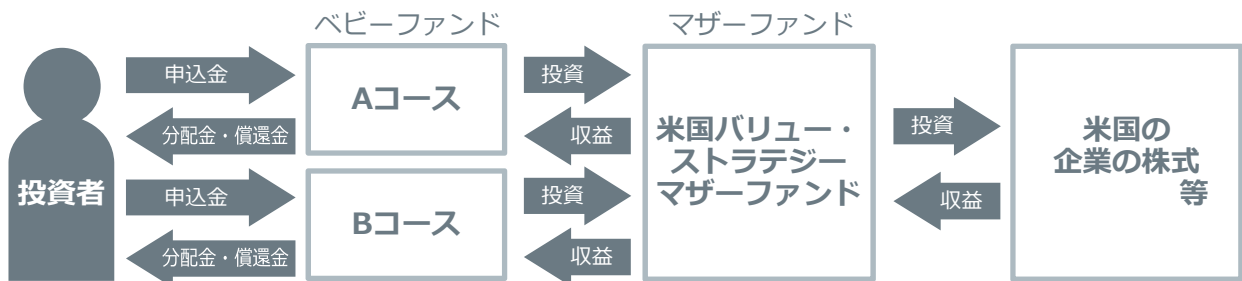 ベビーファンド
マザーファンド
投資者
申込金
分配金・償還金
申込金
分配金・償還金
Aコース
Bコース
投資
収益
投資
収益
米国バリュー・
ストラテジー
マザーファンド
投資
収益
米国の
企業の株式
等